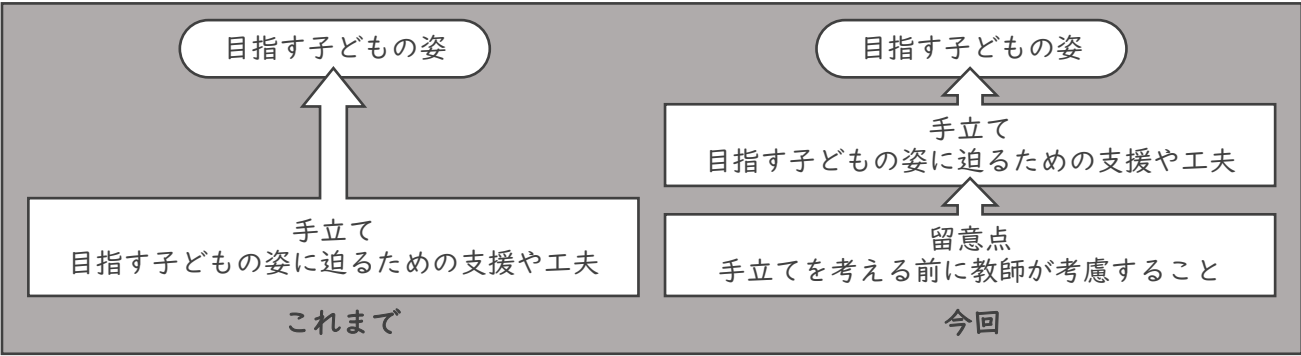 目指す子どもの姿
手立て
目指す子どもの姿に迫るための支援や工夫
これまで
目指す子どもの姿
手立て
目指す子どもの姿に迫るための支援や工夫
留意点
手立てを考える前に教師が考慮すること
今回